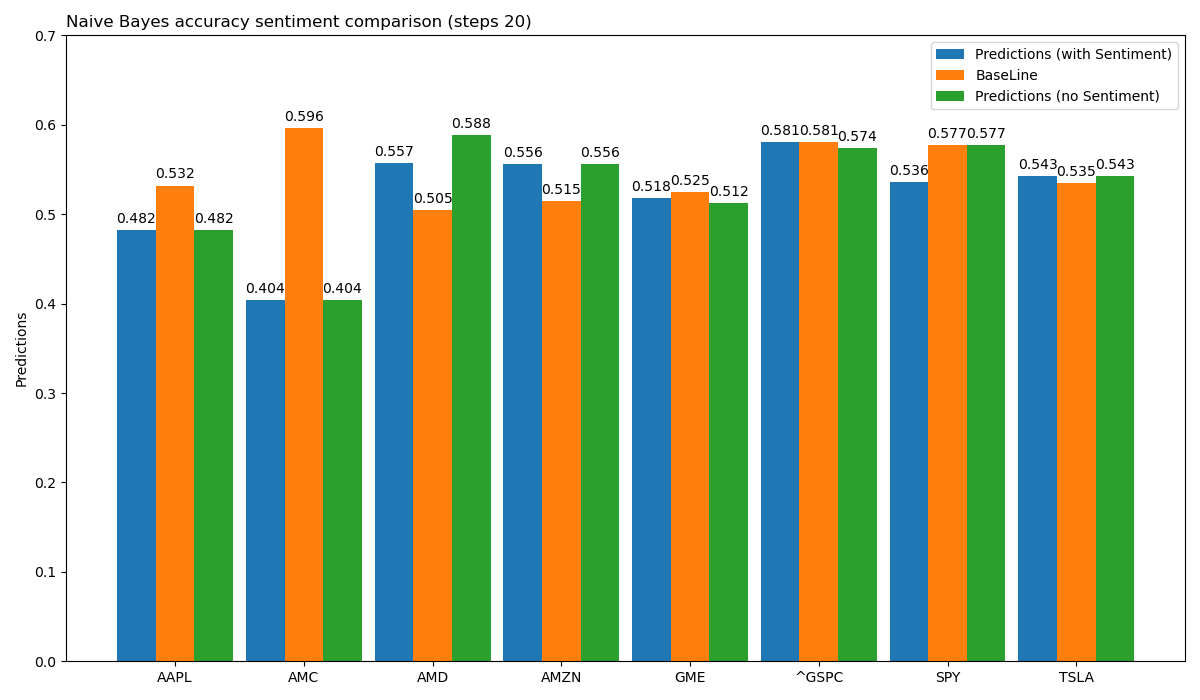 Naive Bayes accuracy sentiment comparison (steps 20)
Predictions (with Sentiment)
BaseLine
Predictions (no Sentiment)
Predictions
0.7
0.6
0.5
0.4
0.3
0.2
0.1
0.0
0.482 0.532 0.482
0.404 0.596 0.404
0.557 0.505 0.588
0.556 0.515 0.556
0.518 0.525 0.512
0.581 0.581 0.574
0.536 0.577 0.577
0.543 0.535 0.543
AAPL AMC AMD AMZN GME ^GSPC SPY TSLA